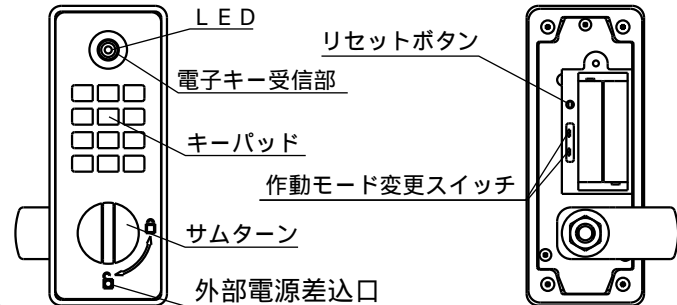 ＬＥＤ
リセットボタン
電子キー受信部
キーパッド
作動モード変更スイッチ
サムターン
外部電源差込口